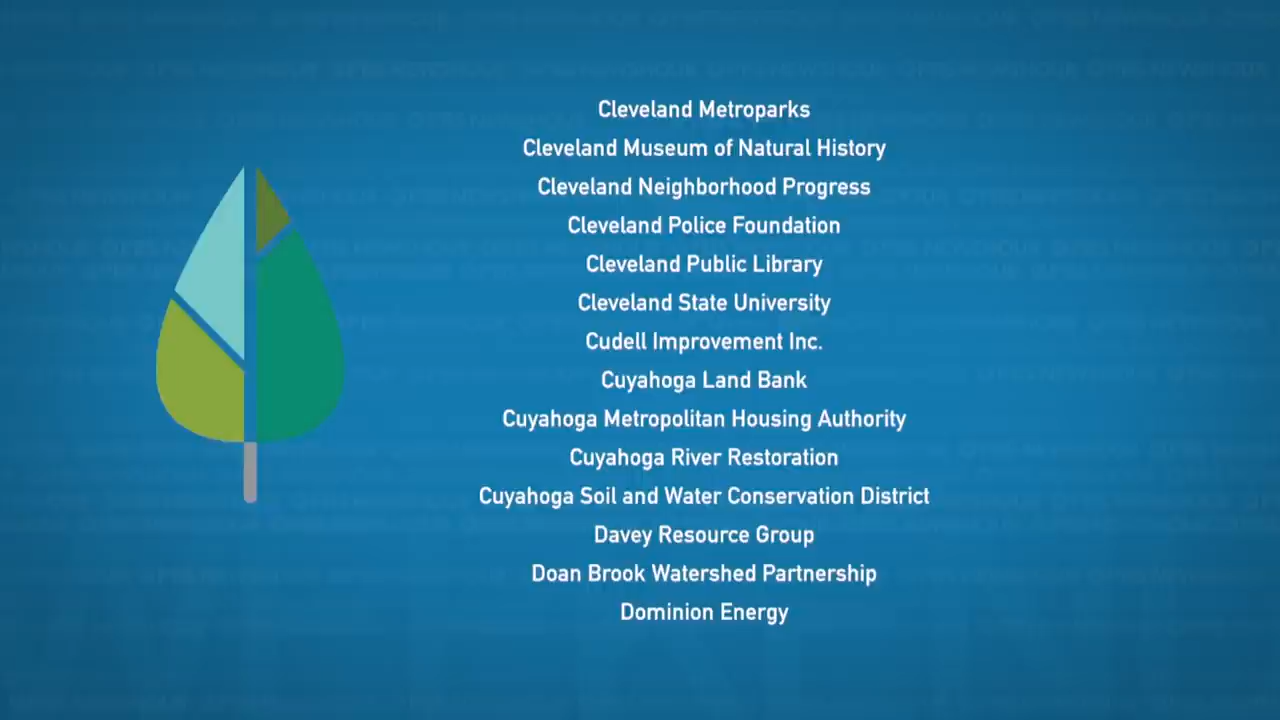 Cleveland Metroparks
Cleveland Museum of Natural History
Cleveland Neighborhood Progress
Cleveland Police Foundation
Cleveland Public Library
Cleveland State University
Cudell Improvement Inc.
Cuyahoga Land Bank
Cuyahoga Metropolitan Housing Authority
Cuyahoga River Restoration
Cuyahoga Soil and Water Conservation District
Davey Resource Group
Doan Brook Watershed Partnership
Dominion Energy